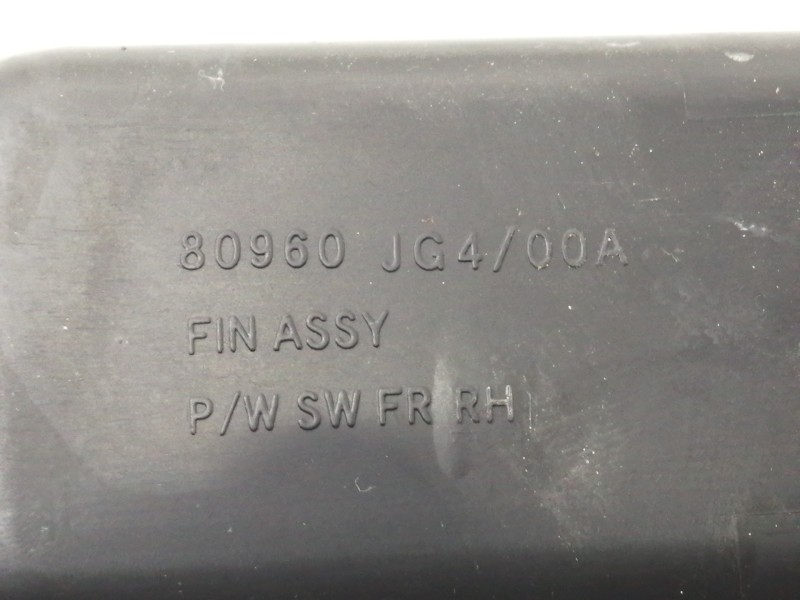 80960 JG4/00A
FIN ASSY
P/W SW FR RH